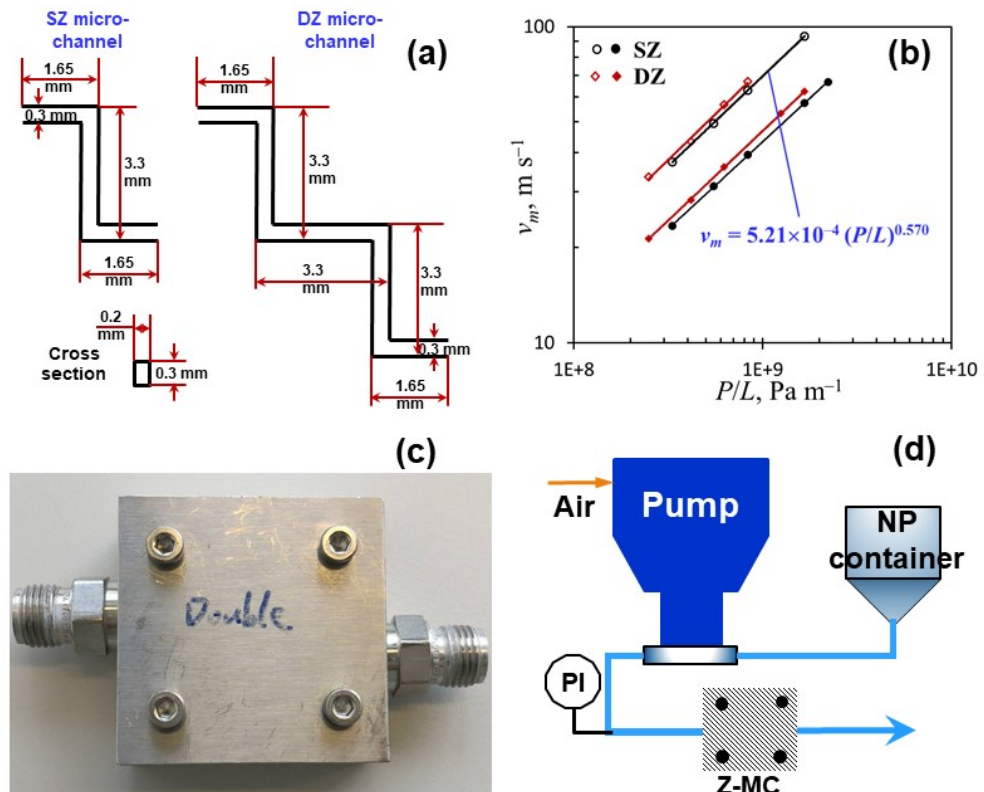 SZ micro-
channel
DZ micro-
channel
(a)
1.65
mm
0.3 mm
3.3
mm
1.65
mm
0.2
mm
Cross
section
0.3 mm
1.65
mm
3.3
mm
3.3
mm
3.3
mm
0.3 mm
1.65
mm
(b)
100
SZ
DZ
vₘ, m s⁻¹
vₘ = 5.21×10⁻⁴ (P/L)⁰·⁵⁷⁰
10
1E+8
1E+9
1E+10
P/L, Pa m⁻¹
(c)
Double
(d)
Air
Pump
NP
container
PI
Z-MC